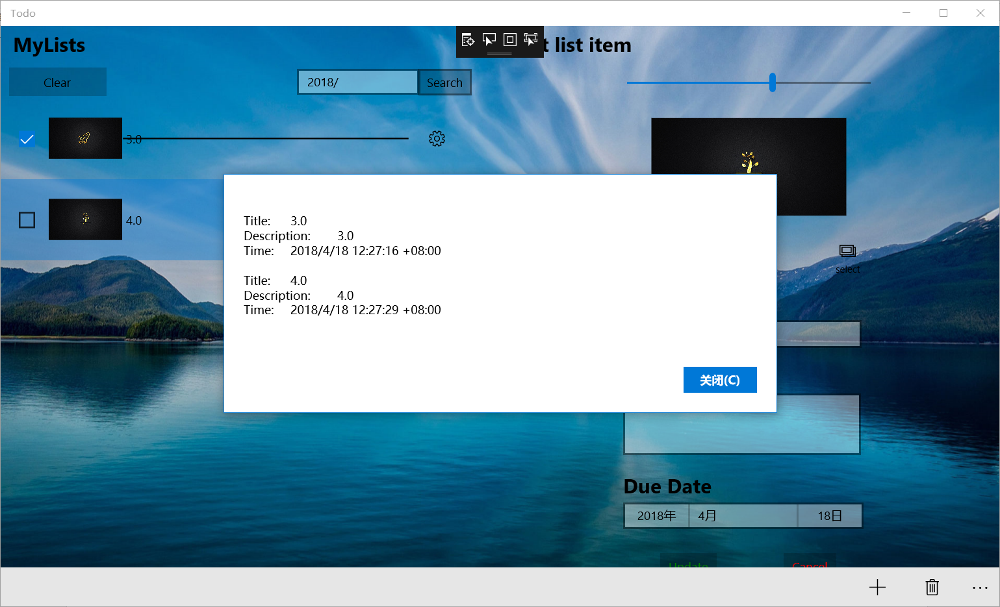 Todo
MyLists
t list item
Clear
2018/
Search
3.0
4.0
Title: 3.0
Description: 3.0
Time: 2018/4/18 12:27:16 +08:00
Title: 4.0
Description: 4.0
Time: 2018/4/18 12:27:29 +08:00
关闭(C)
select
Due Date
2018年 4月 18日
Update
Cancel